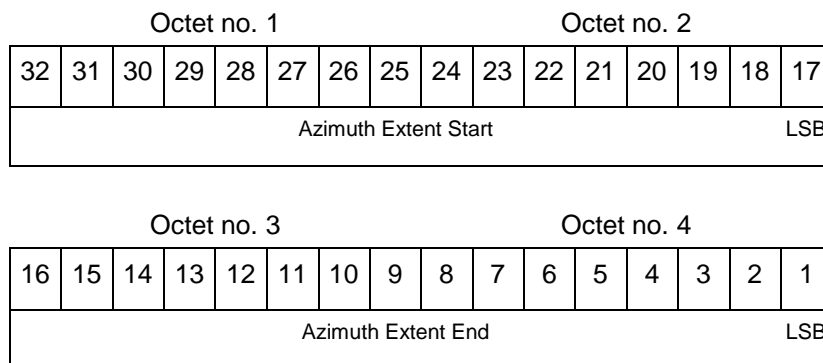 Octet no. 1 Octet no. 2
32 31 30 29 28 27 26 25 24 23 22 21 20 19 18 17
Azimuth Extent Start LSB
Octet no. 3 Octet no. 4
16 15 14 13 12 11 10 9 8 7 6 5 4 3 2 1
Azimuth Extent End LSB